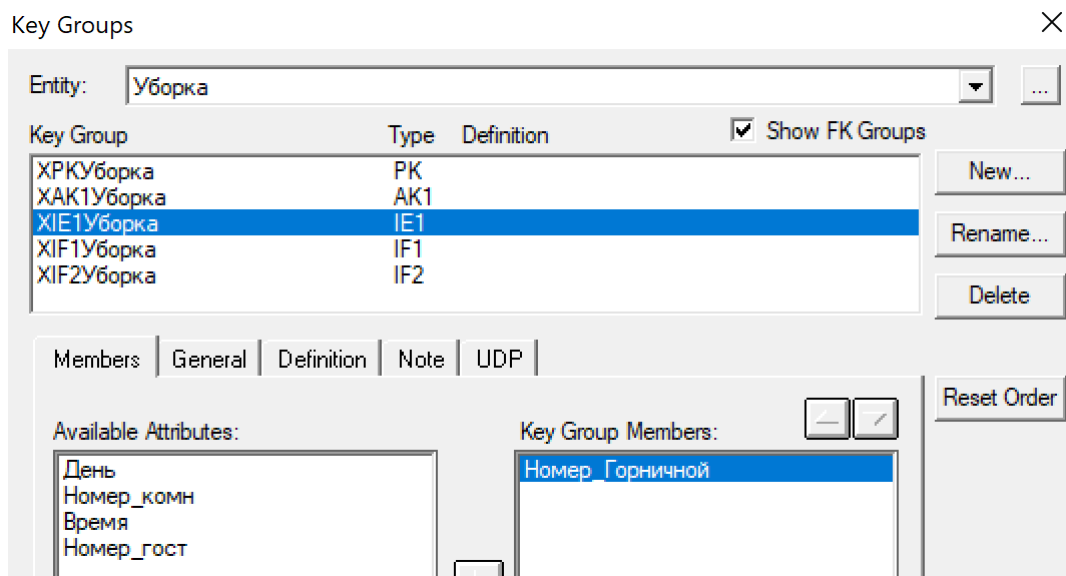 Key Groups
Entity: Уборка ...
Key Group Type Definition Show FK Groups
XPKУборка PK
XAK1Уборка AK1
XIE1Уборка IE1
XIF1Уборка IF1
XIF2Уборка IF2
New...
Rename...
Delete
Members General Definition Note UDP
Reset Order
Available Attributes: Key Group Members:
День Номер_Горничной
Номер_комн
Время
Номер_гост